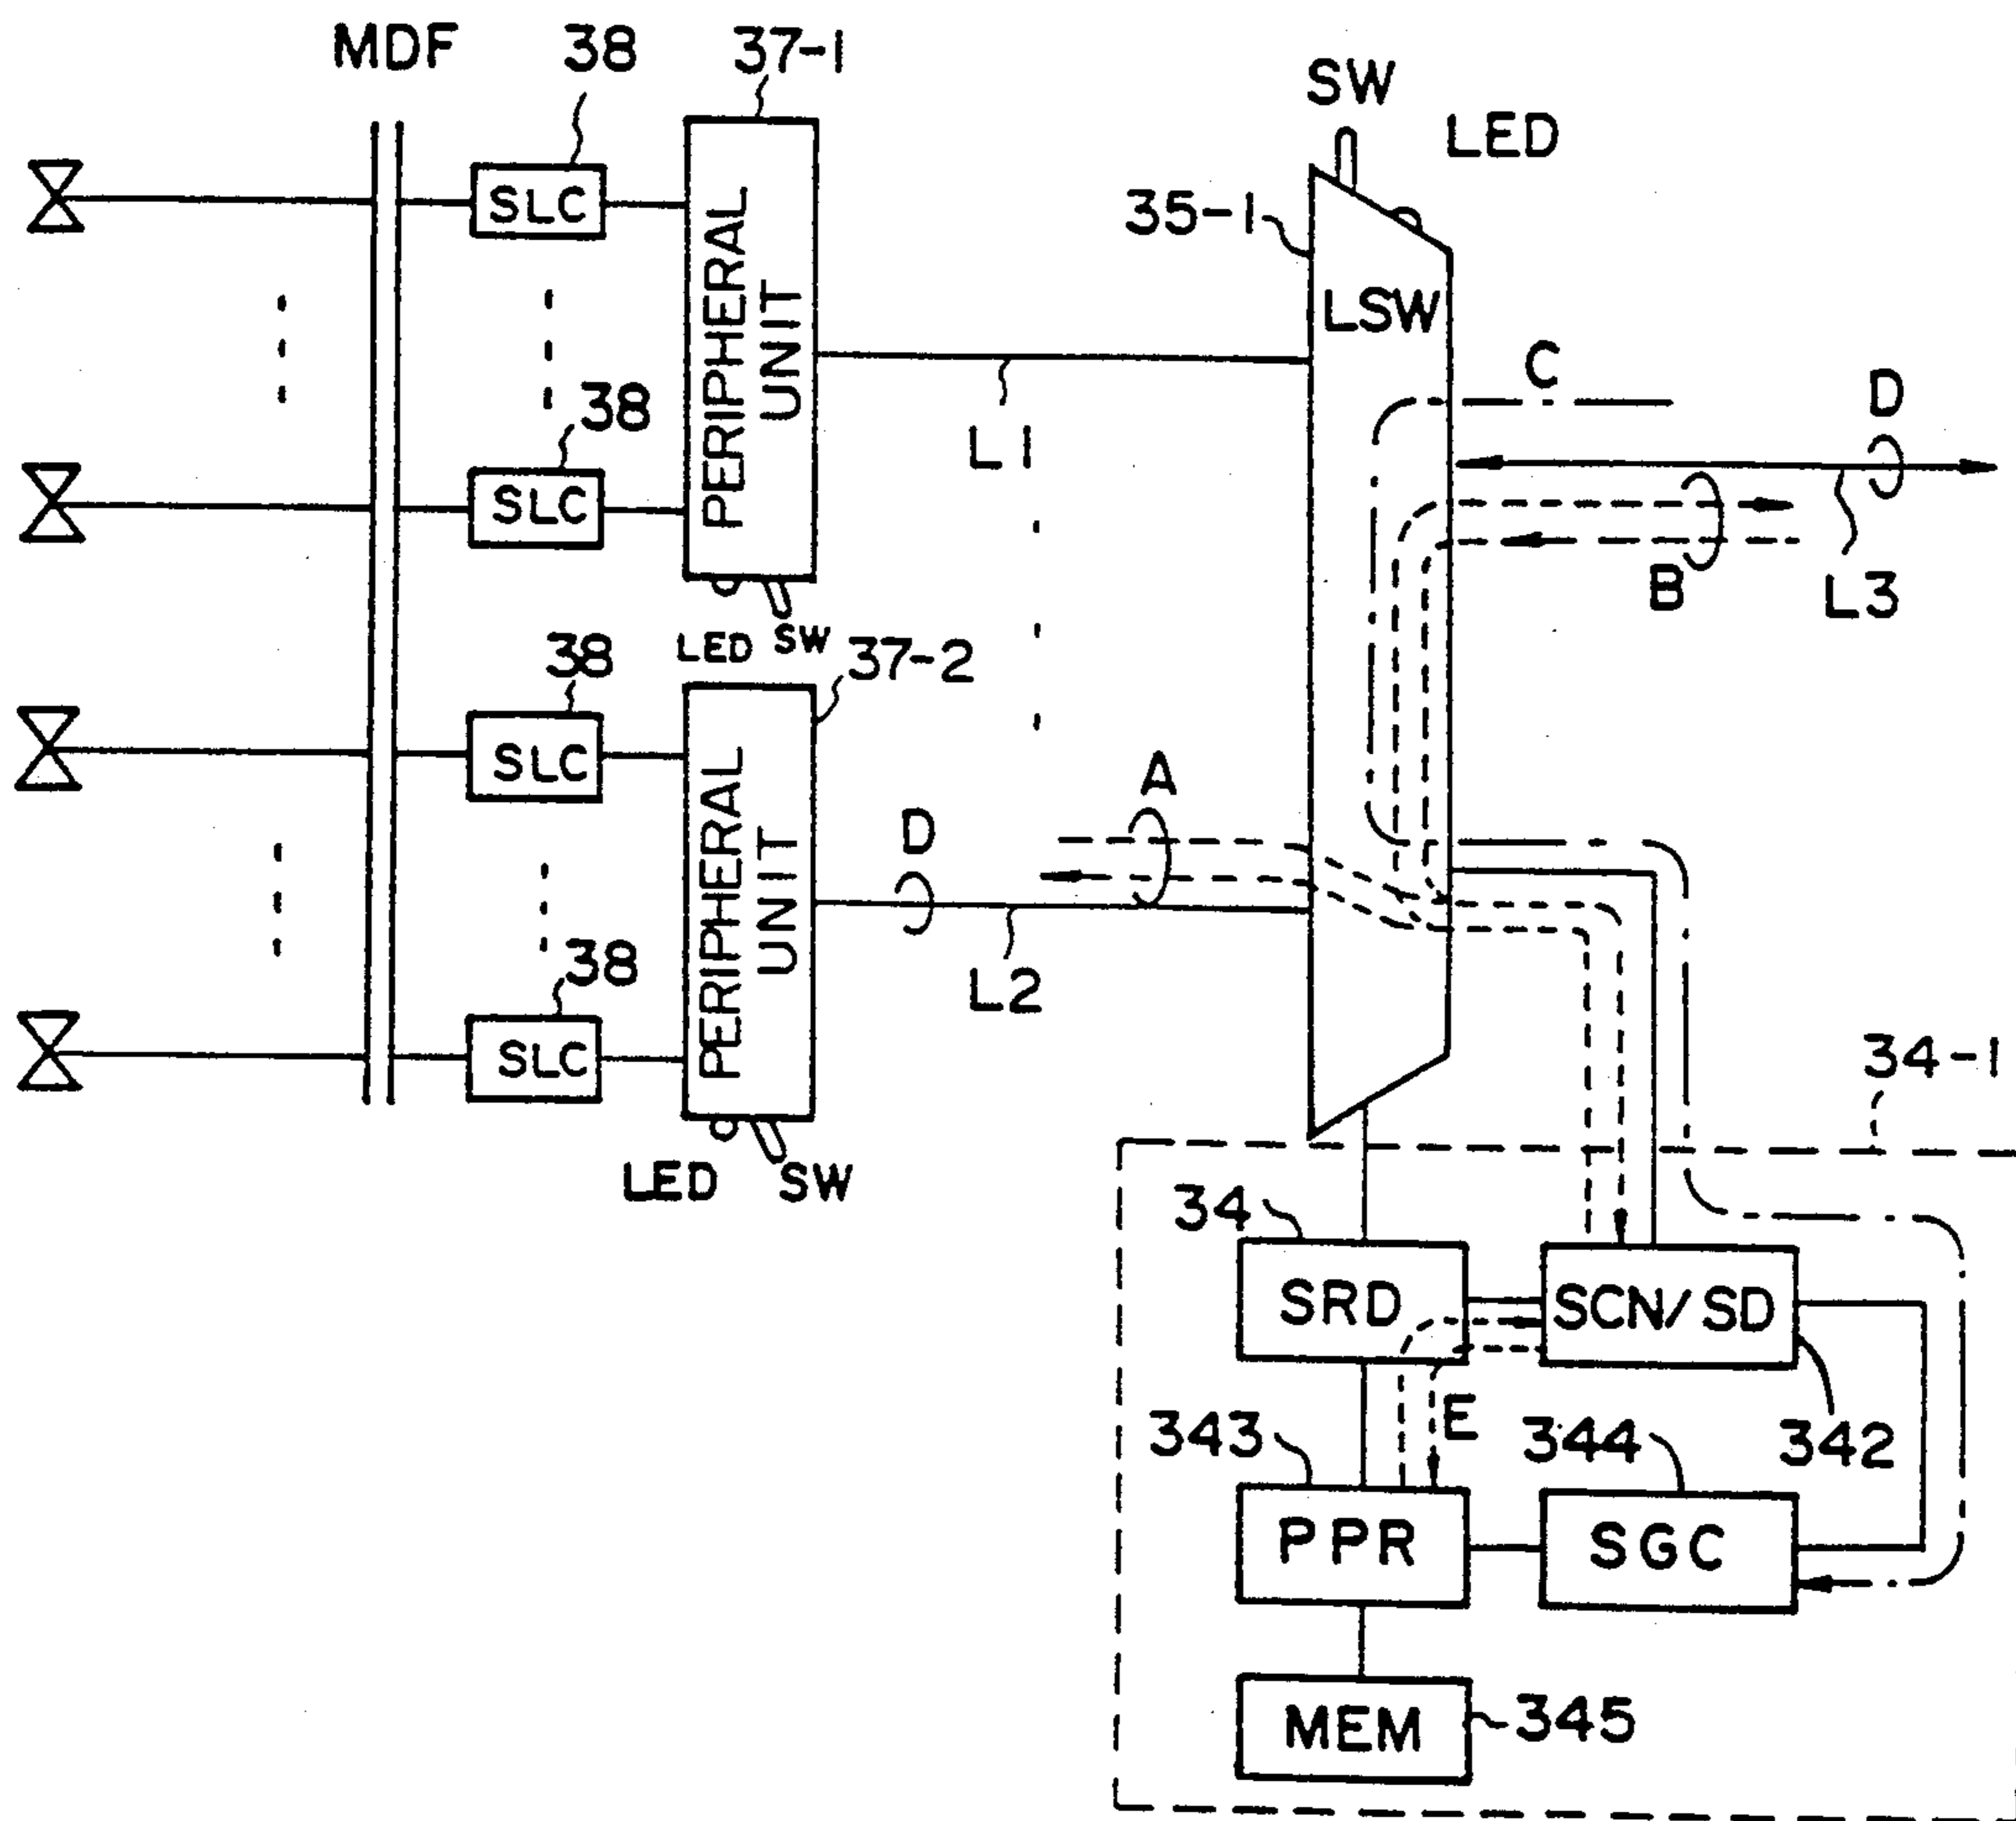 MDF
38
37-1
SW
LED
SLC
PERIPHERAL
UNIT
35-1
LSW
C
D
38
SLC
L1
B
L3
LED
SW
37-2
38
SLC
PERIPHERAL
UNIT
A
D
L2
38
SLC
LED
SW
34-1
34
SRD
SCN/SD
E
343
344
342
PPR
SGC
MEM
345